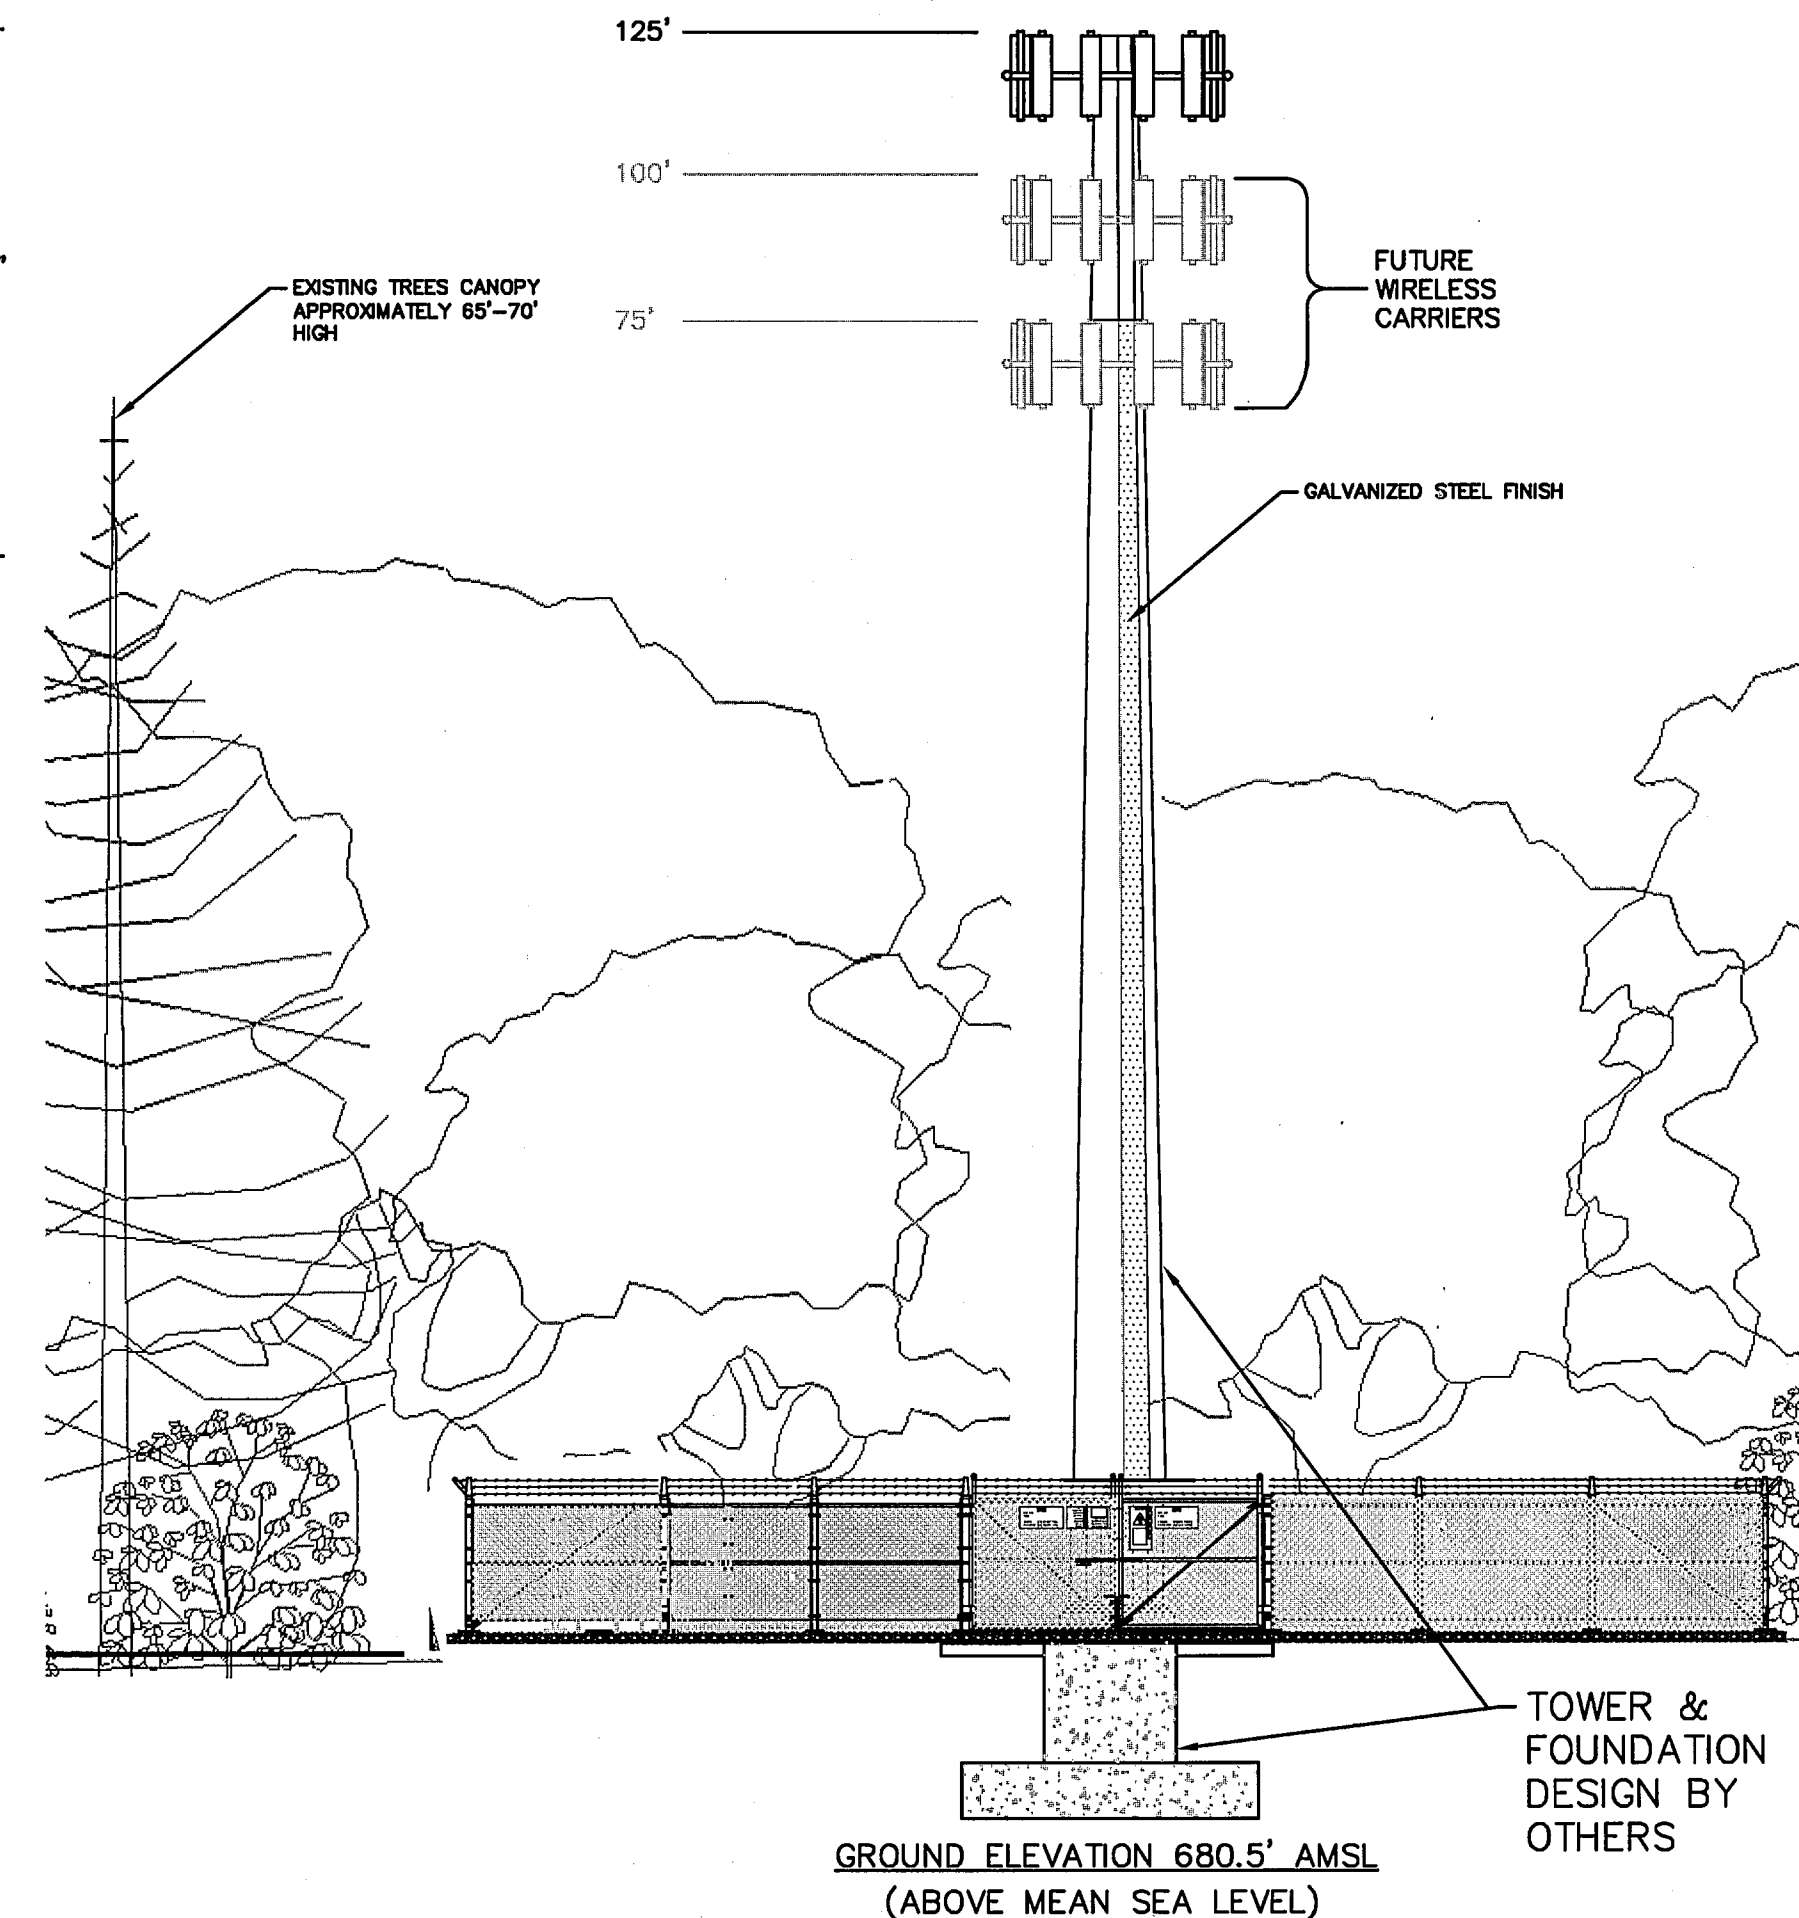 125'
100'
75'
EXISTING TREES CANOPY
APPROXIMATELY 65'-70'
HIGH
FUTURE
WIRELESS
CARRIERS
GALVANIZED STEEL FINISH
TOWER &
FOUNDATION
DESIGN BY
OTHERS
GROUND ELEVATION 680.5' AMSL
(ABOVE MEAN SEA LEVEL)